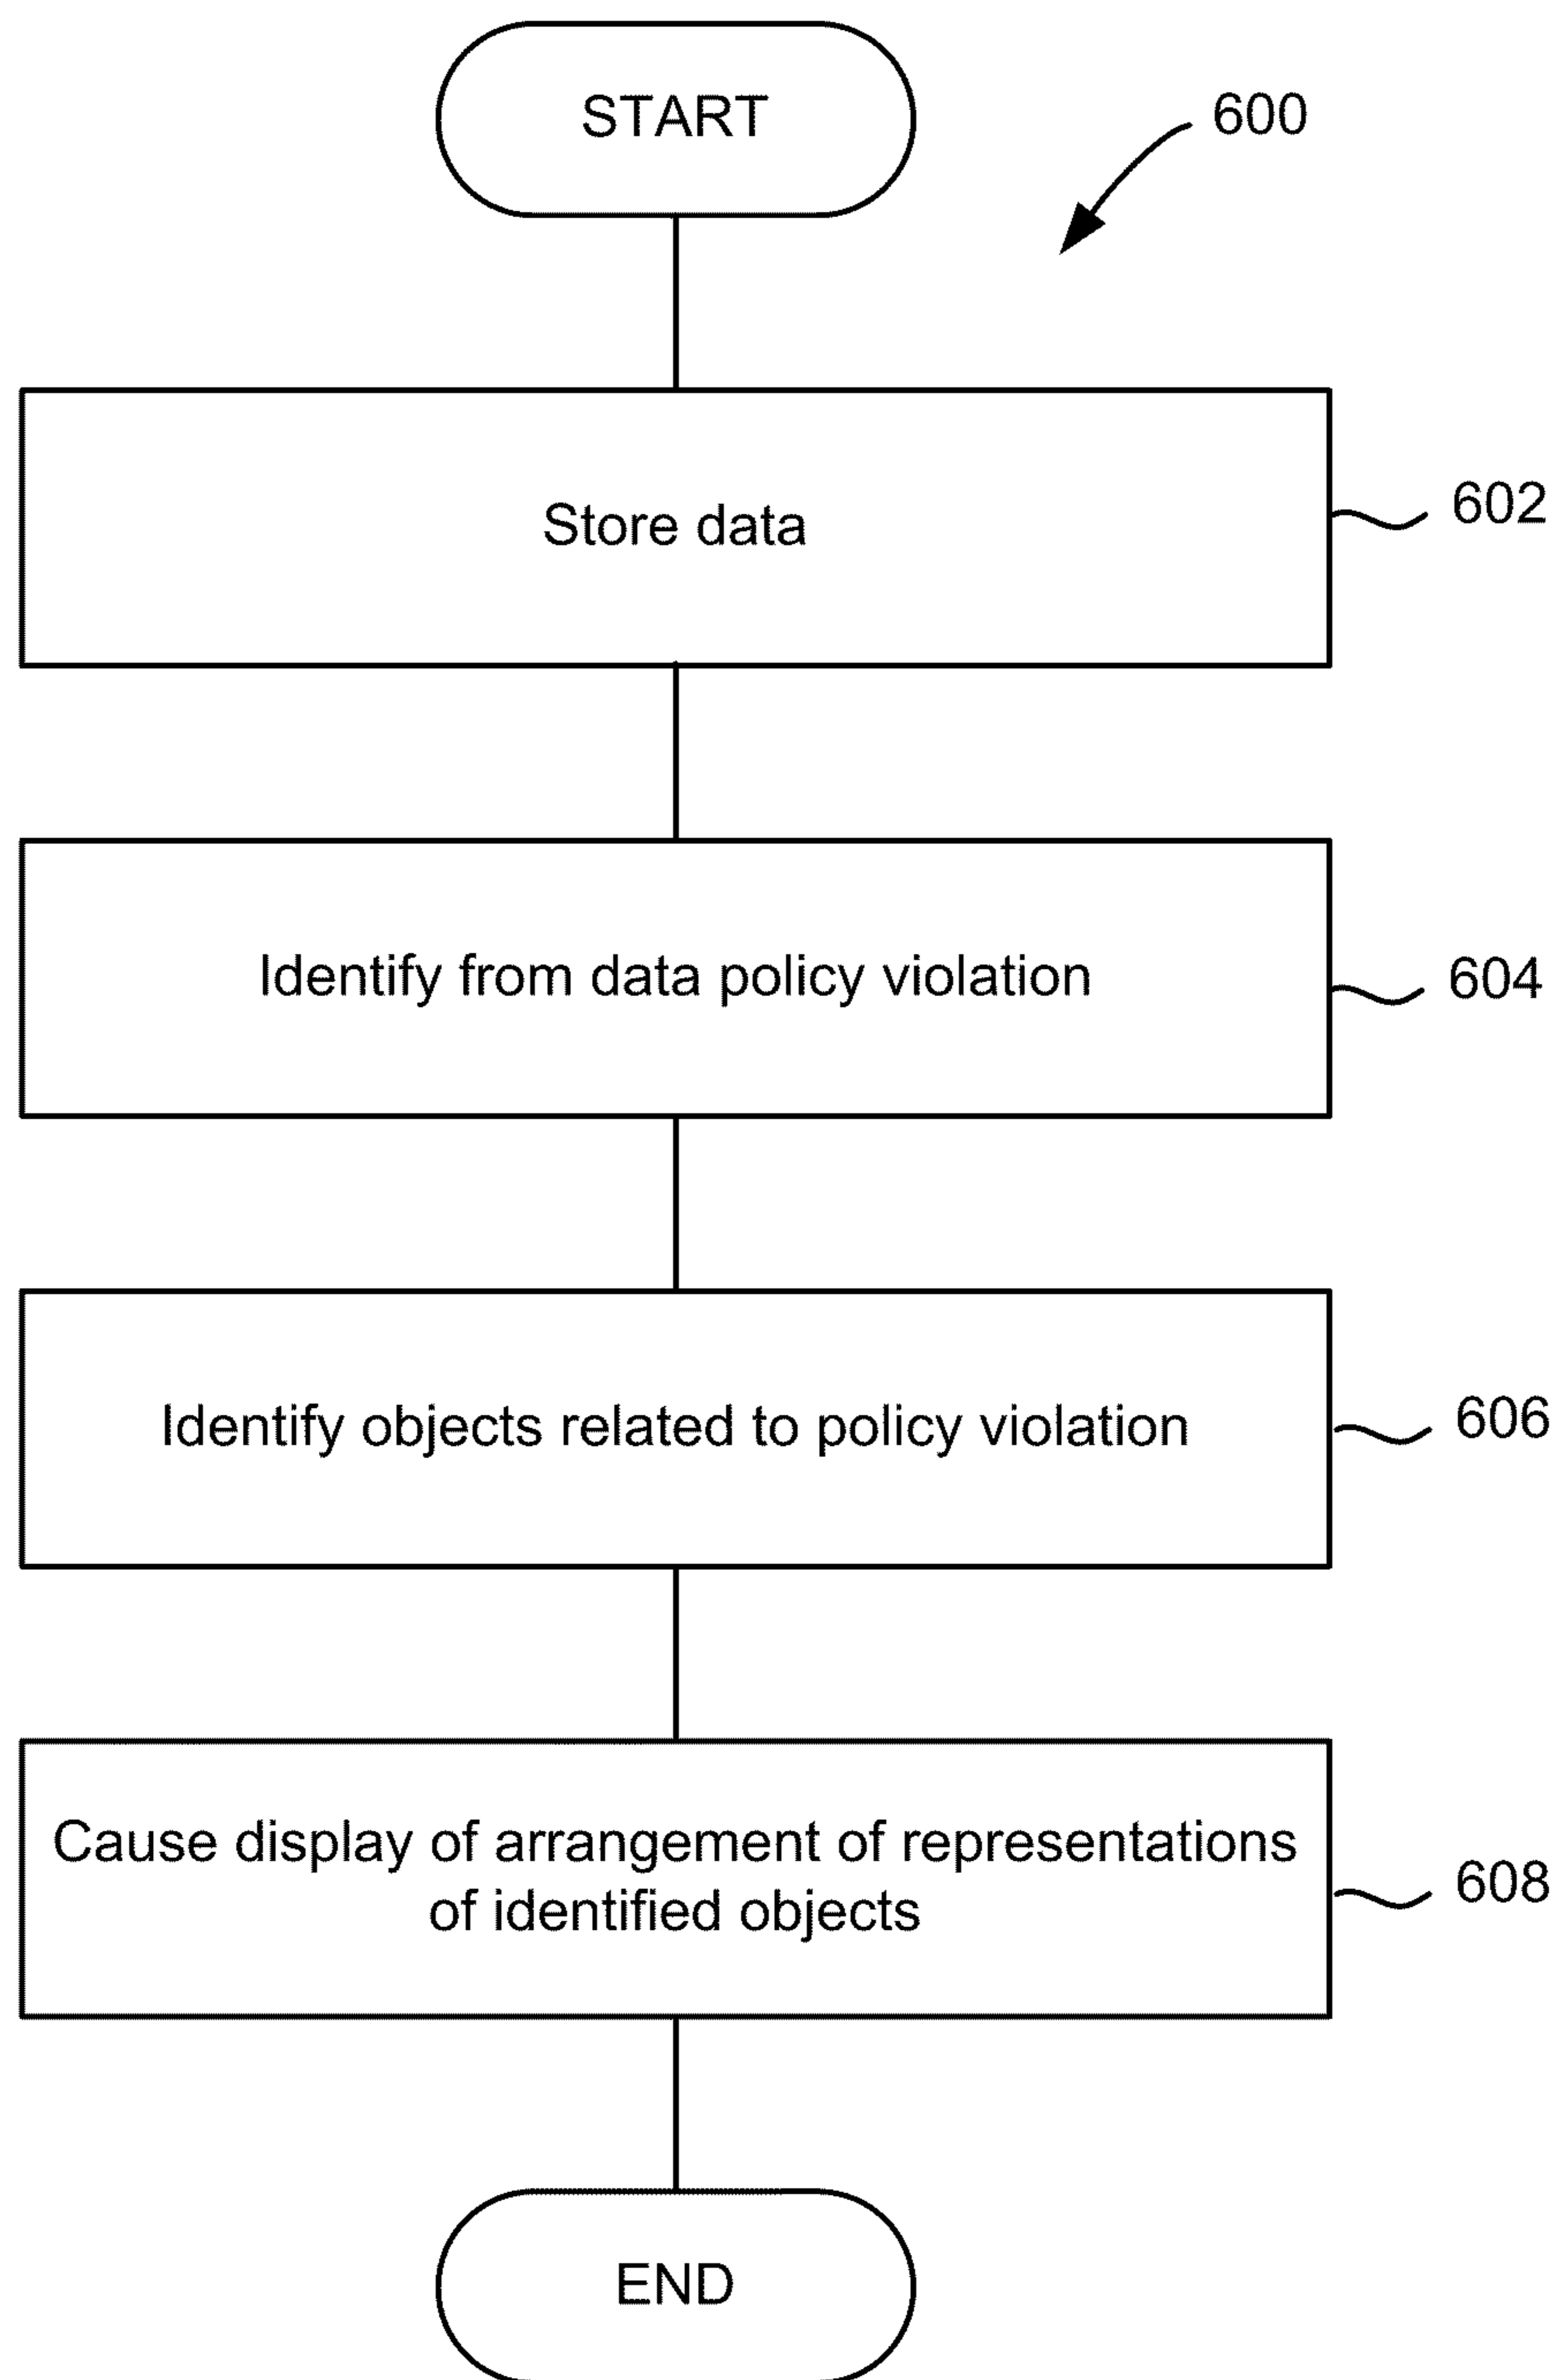 START
600
Store data
602
Identify from data policy violation
604
Identify objects related to policy violation
606
Cause display of arrangement of representations
of identified objects
608
END